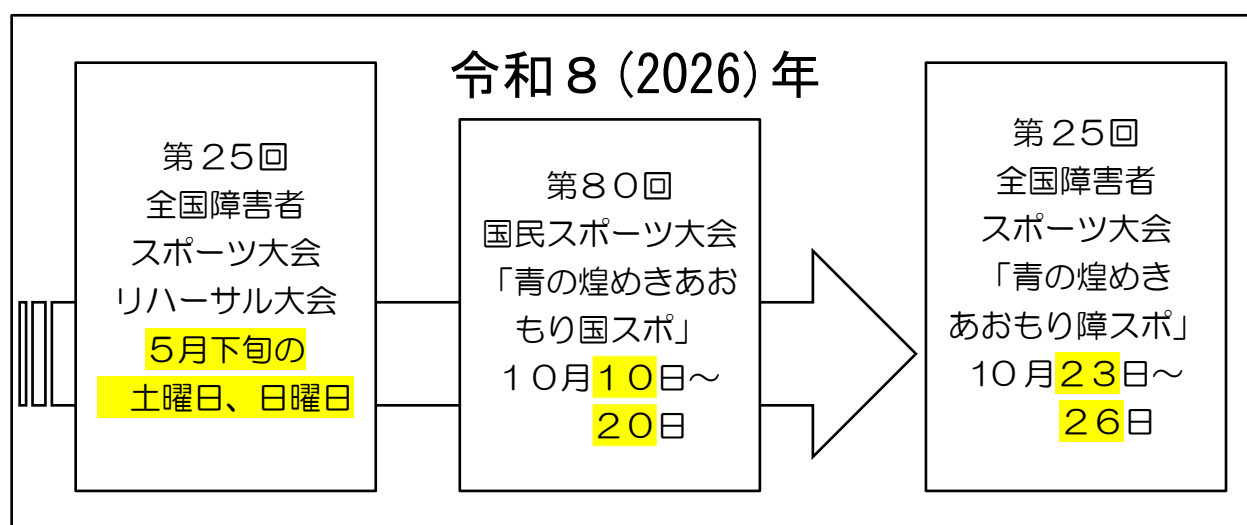 令和８(2026)年
第２５回
全国障害者
スポーツ大会
リハーサル大会
５月下旬の
土曜日、日曜日
第８０回
国民スポーツ大会
「青の煌めきあお
もり国スポ」
１０月１０日～
２０日
第２５回
全国障害者
スポーツ大会
「青の煌めき
あおもり障スポ」
10月２３日～
２６日